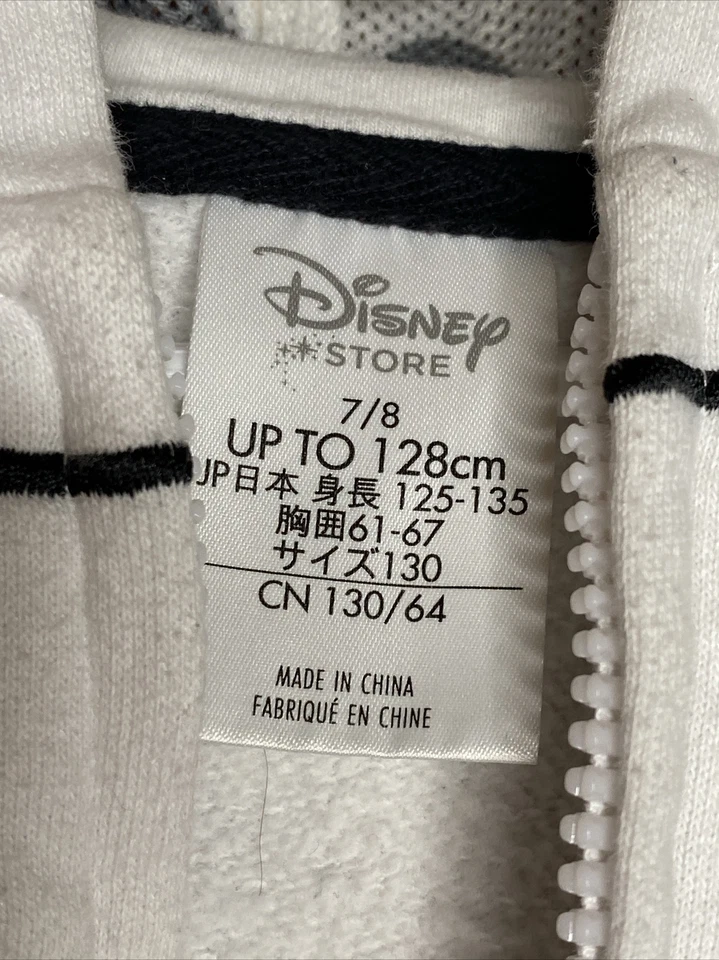 Disney
STORE
7/8
UP TO 128cm
JP日本 身長 125-135
胸囲61-67
サイズ130
CN 130/64
MADE IN CHINA
FABRIQUÉ EN CHINE